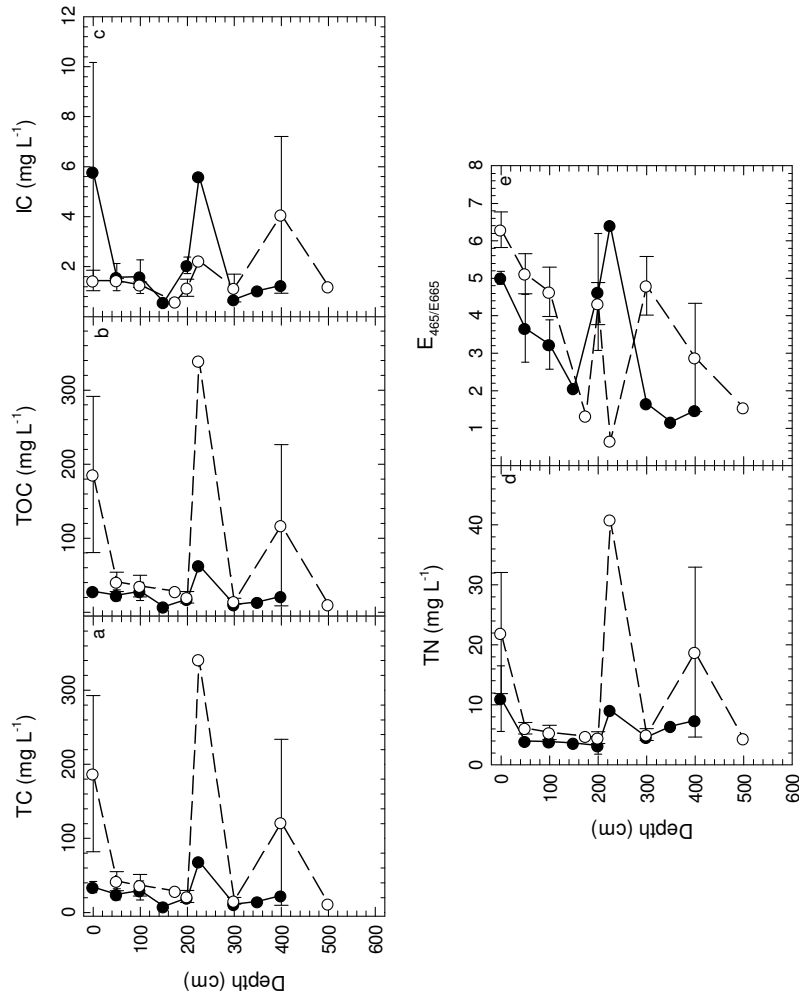 TC (mg L-1)
0 100 200 300
a
TOC (mg L-1)
100 200 300
b
IC (mg L-1)
2 4 6 8 10 12
c
Depth (cm)
0
100
200
300
400
500
600
TN (mg L-1)
0 10 20 40
d
E465/E665
1 2 3 4 5 6 7 8
e
Depth (cm)
0
100
200
300
400
500
600